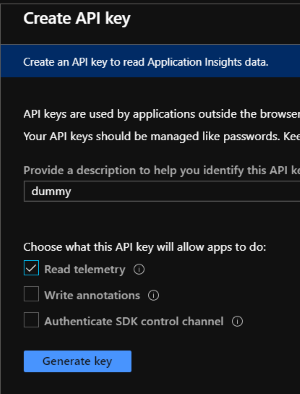 Create API key
Create an API key to read Application Insights data.
API keys are used by applications outside the browser
Your API keys should be managed like passwords. Kee
Provide a description to help you identify this API ke
dummy
Choose what this API key will allow apps to do:
Read telemetry
Write annotations
Authenticate SDK control channel
Generate key